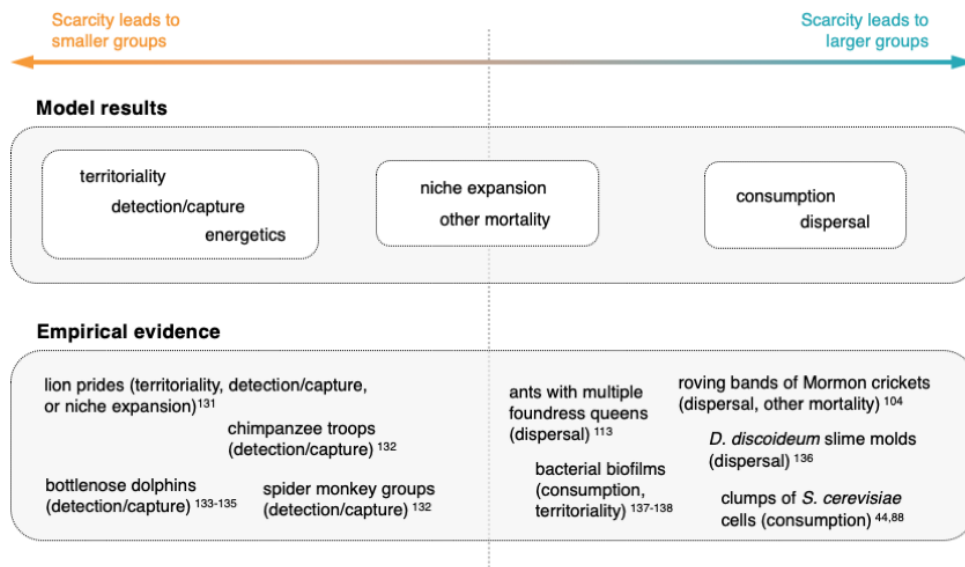 Scarcity leads to
smaller groups
Scarcity leads to
larger groups
Model results
territoriality
detection/capture
energetics
niche expansion
other mortality
consumption
dispersal
Empirical evidence
lion prides (territoriality, detection/capture,
or niche expansion)131
chimpanzee troops
(detection/capture) 132
bottlenose dolphins
(detection/capture) 133-135
spider monkey groups
(detection/capture) 132
ants with multiple
foundress queens
(dispersal) 113
bacterial biofilms
(consumption,
territoriality) 137-138
roving bands of Mormon crickets
(dispersal, other mortality) 104
D. discoideum slime molds
(dispersal) 136
clumps of S. cerevisiae
cells (consumption) 44,88